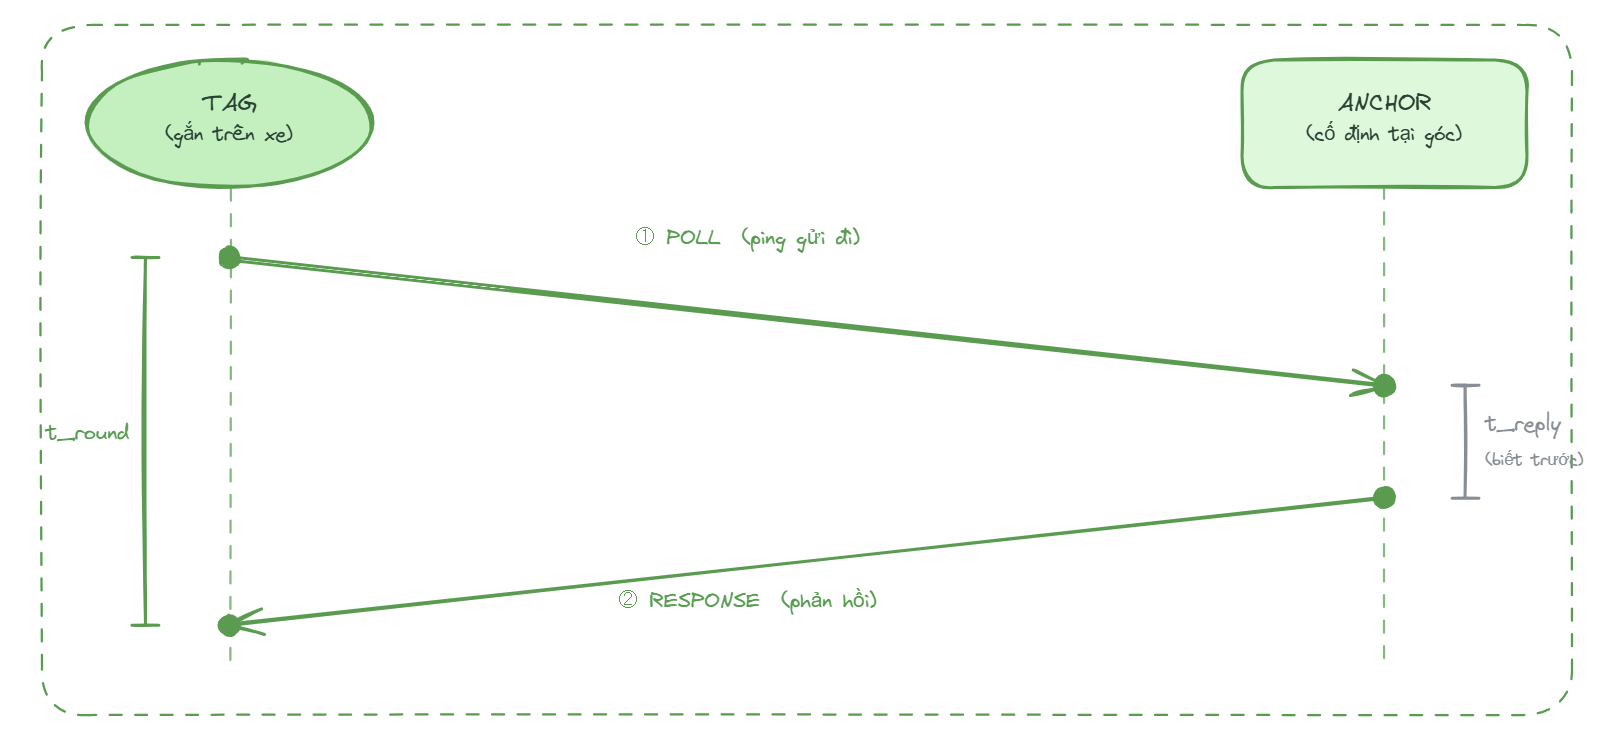 TAG
(gắn trên xe)
ANCHOR
(cố định tại góc)
① POLL (ping gửi đi)
t_round
t_reply
(biết trước)
② RESPONSE (phản hồi)